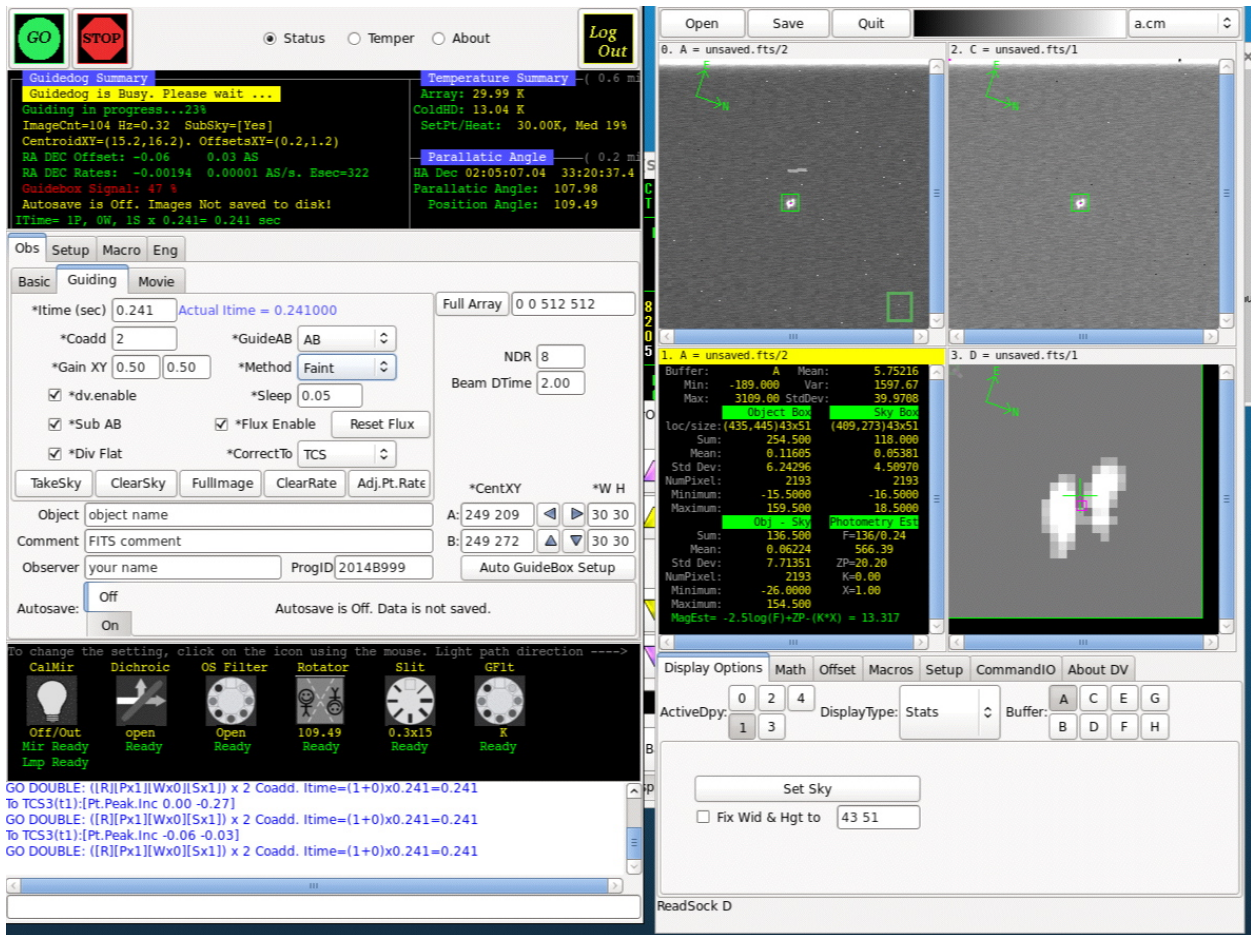 GO
STOP
Status
Temper
About
Log
Out
Guidedog Summary
Guidedog is Busy. Please wait ...
Guiding in progress...23%
ImageCnt=104 Hz=0.32 SubSky=[Yes]
CentroidXY=(15.2,16.2). OffsetsXY=(0.2,1.2)
RA DEC Offset: -0.06 0.03 AS
RA DEC Rates: -0.00194 0.00001 AS/s. Esec=322
Guidebox Signal: 47 %
Autosave is Off. Images Not saved to disk!
ITime= 1P, 0W, 1S x 0.241= 0.241 sec
Temperature Summary ( 0.6 mi
Array: 29.99 K
ColdHD: 13.04 K
SetPt/Heat: 30.00K, Med 19%
Parallatic Angle ( 0.2 mi
HA Dec 02:05:07.04 33:20:37.4
Parallatic Angle: 107.98
Position Angle: 109.49
Obs Setup Macro Eng
Basic Guiding Movie
*Itime (sec) 0.241 Actual Itime = 0.241000
*Coadd 2 *GuideAB AB
*Gain XY 0.50 0.50 *Method Faint
*dv.enable *Sleep 0.05
*Sub AB *Flux Enable Reset Flux
*Div Flat *CorrectTo TCS
TakeSky ClearSky FullImage ClearRate Adj.Pt.Rate
Full Array 0 0 512 512
NDR 8
Beam DTime 2.00
*CentXY *W H
A: 249 209 30 30
B: 249 272 30 30
Auto GuideBox Setup
Object object name
Comment FITS comment
Observer your name ProgID 2014B999
Autosave: Off
On
Autosave is Off. Data is not saved.
To change the setting, click on the icon using the mouse. Light path direction ---->
CalMir Dichroic OS Filter Rotator Slit GFlt
Off/Out open Open 109.49 0.3x15 K
Mir Ready Ready Ready Ready Ready Ready
Lmp Ready
GO DOUBLE: ([R][Px1][Wx0][Sx1]) x 2 Coadd. Itime=(1+0)x0.241=0.241
To TCS3(t1):[Pt.Peak.Inc 0.00 -0.27]
GO DOUBLE: ([R][Px1][Wx0][Sx1]) x 2 Coadd. Itime=(1+0)x0.241=0.241
To TCS3(t1):[Pt.Peak.Inc -0.06 -0.03]
GO DOUBLE: ([R][Px1][Wx0][Sx1]) x 2 Coadd. Itime=(1+0)x0.241=0.241
Open Save Quit a.cm
0. A = unsaved.fts/2
E
N
2. C = unsaved.fts/1
E
N
1. A = unsaved.fts/2
Buffer: A Mean: 5.75216
Min: -189.000 Var: 1597.67
Max: 3109.00 StdDev: 39.9708
Object Box Sky Box
loc/size:(435,445)43x51 (409,273)43x51
Sum: 254.500 118.000
Mean: 0.11605 0.05381
Std Dev: 6.24296 4.50970
NumPixel: 2193 2193
Minimum: -15.5000 -16.5000
Maximum: 159.500 18.5000
Obj - Sky Photometry Est
Sum: 136.500 F=136/0.24
Mean: 0.06224 566.39
Std Dev: 7.71351 ZP=20.20
NumPixel: 2193 K=0.00
Minimum: -26.0000 X=1.00
Maximum: 154.500
MagEst= -2.5log(F)+ZP-(K*X) = 13.317
3. D = unsaved.fts/1
E
N
Display Options Math Offset Macros Setup CommandIO About DV
ActiveDpy: 0 2 4
1 3
DisplayType: Stats
Buffer: A C E G
B D F H
Set Sky
Fix Wid & Hgt to 43 51
ReadSock D